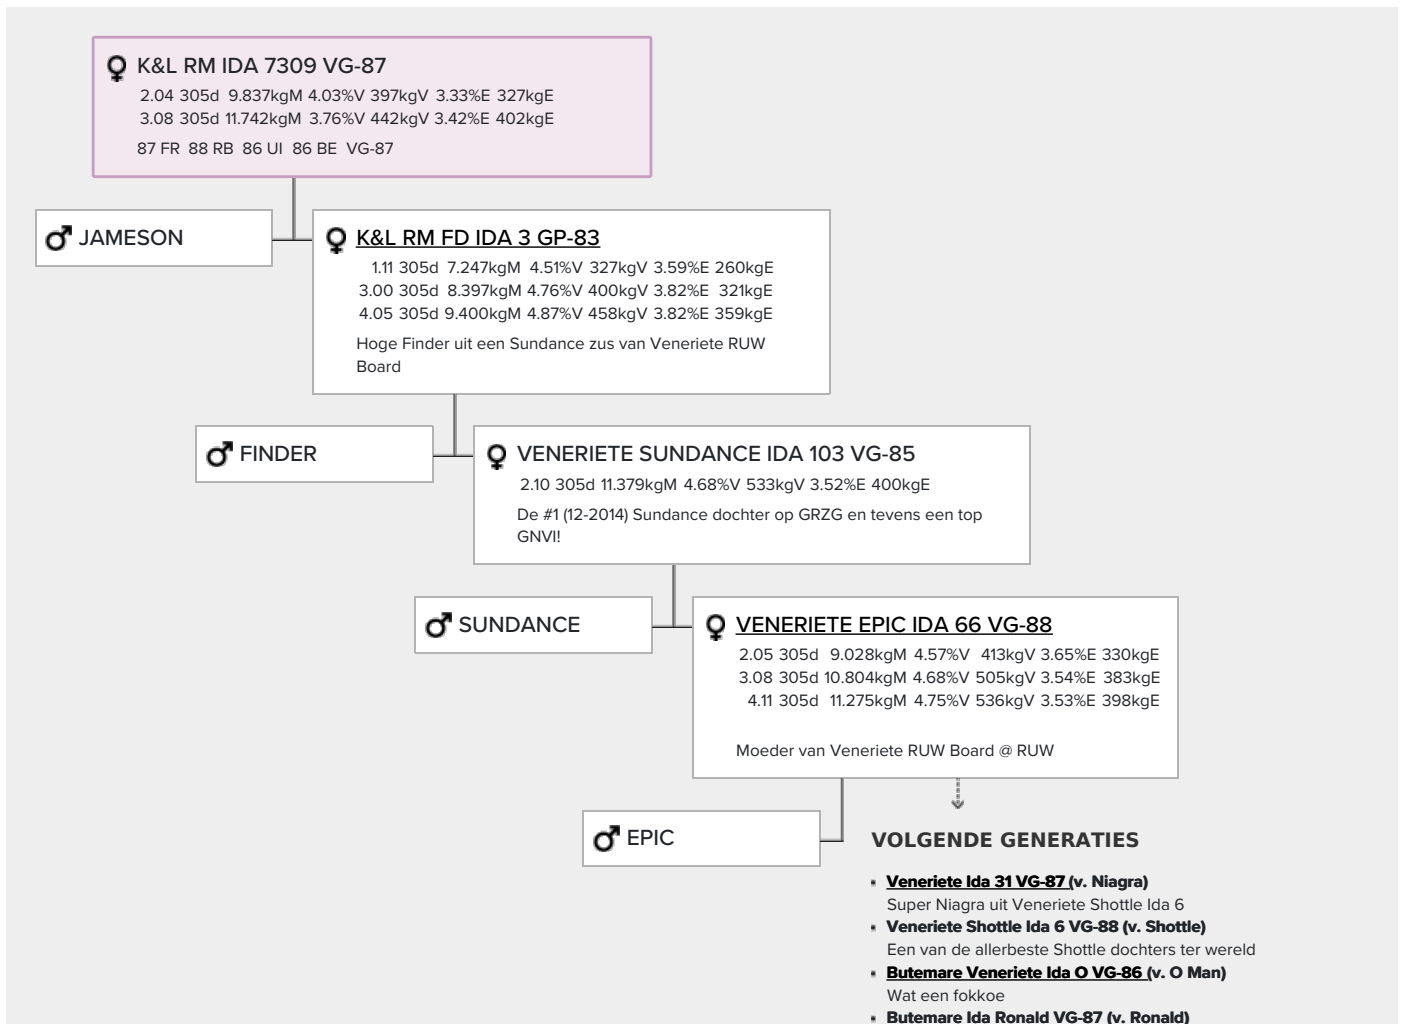 K&L RM IDA 7309 VG-87
2.04 305d 9.837kgM 4.03%V 397kgV 3.33%E 327kgE
3.08 305d 11.742kgM 3.76%V 442kgV 3.42%E 402kgE
87 FR 88 RB 86 UI 86 BE VG-87
JAMESON
K&L RM FD IDA 3 GP-83
1.11 305d 7.247kgM 4.51%V 327kgV 3.59%E 260kgE
3.00 305d 8.397kgM 4.76%V 400kgV 3.82%E 321kgE
4.05 305d 9.400kgM 4.87%V 458kgV 3.82%E 359kgE
Hoge Finder uit een Sundance zus van Veneriete RUW
Board
FINDER
VENERIETE SUNDANCE IDA 103 VG-85
2.10 305d 11.379kgM 4.68%V 533kgV 3.52%E 400kgE
De #1 (12-2014) Sundance dochter op GRZG en tevens een top
GNVI!
SUNDANCE
VENERIETE EPIC IDA 66 VG-88
2.05 305d 9.028kgM 4.57%V 413kgV 3.65%E 330kgE
3.08 305d 10.804kgM 4.68%V 505kgV 3.54%E 383kgE
4.11 305d 11.275kgM 4.75%V 536kgV 3.53%E 398kgE
Moeder van Veneriete RUW Board @ RUW
EPIC
VOLGENDE GENERATIES
Veneriete Ida 31 VG-87 (v. Niagra)
Super Niagra uit Veneriete Shottle Ida 6
Veneriete Shottle Ida 6 VG-88 (v. Shottle)
Een van de allerbeste Shottle dochters ter wereld
Butemare Veneriete Ida O VG-86 (v. O Man)
Wat een fokkoe
Butemare Ida Ronald VG-87 (v. Ronald)